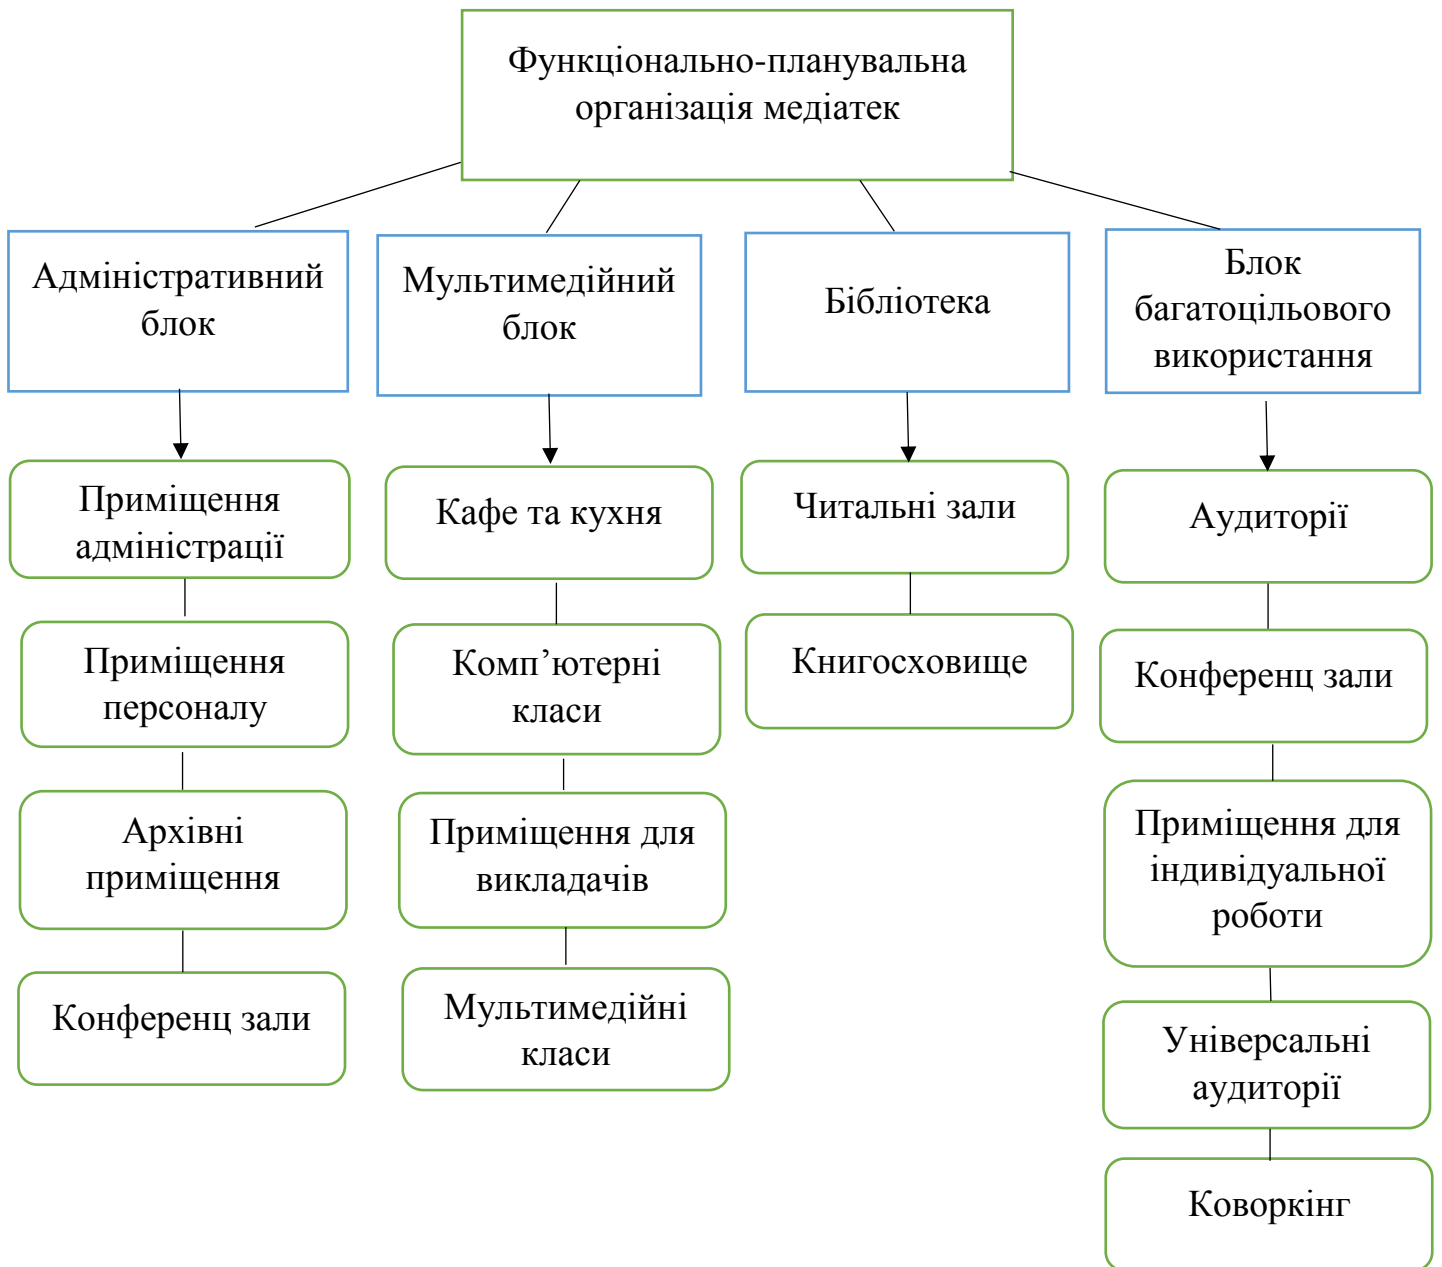 Функціонально-планувальна
організація медіатек
Адміністративний
блок
Мультимедійний
блок
Бібліотека
Блок
багатоцільового
використання
Приміщення
адміністрації
Приміщення
персоналу
Архівні
приміщення
Конференц зали
Кафе та кухня
Комп’ютерні
класи
Приміщення для
викладачів
Мультимедійні
класи
Читальні зали
Книгосховище
Аудиторії
Конференц зали
Приміщення для
індивідуальної
роботи
Універсальні
аудиторії
Коворкінг